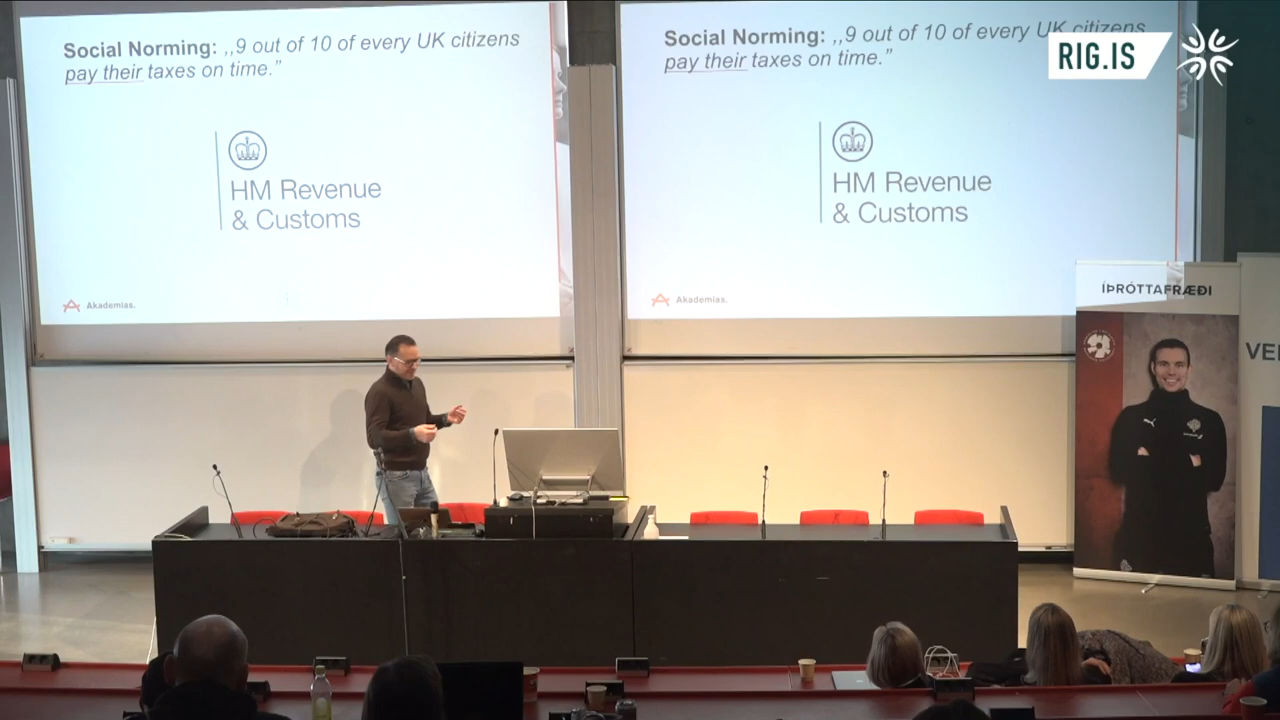 Social Norming: ,,9 out of 10 of every UK citizens
pay their taxes on time.”
HM Revenue
& Customs
Akademias.
Social Norming: ,,9 out of 10 of every UK citizens
pay their taxes on time.”
HM Revenue
& Customs
Akademias.
RIG.IS
ÍÞRÓTTAFRÆÐI